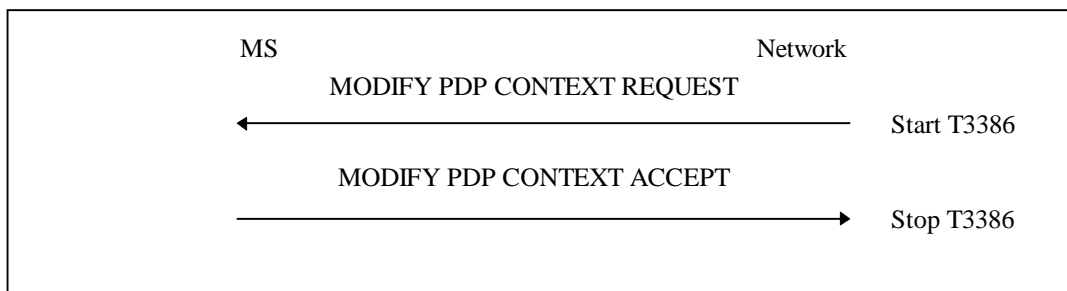 MS Network
MODIFY PDP CONTEXT REQUEST
Start T3386
MODIFY PDP CONTEXT ACCEPT
Stop T3386